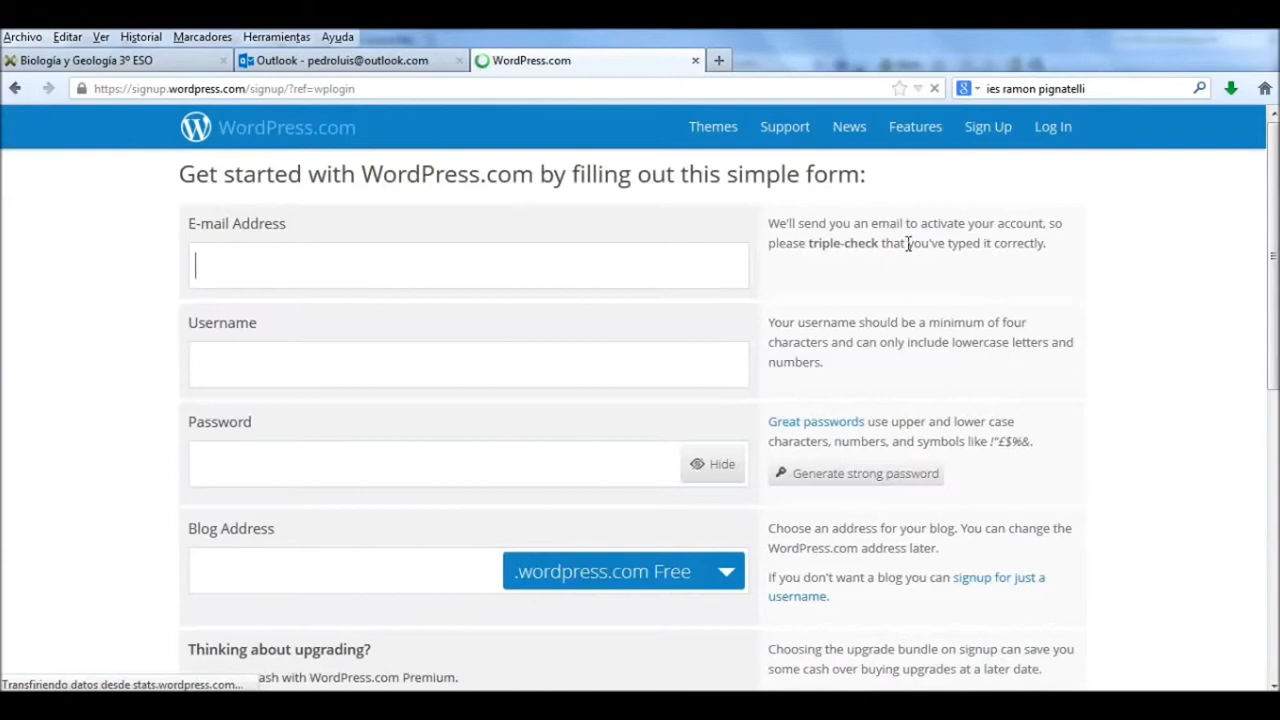 Archivo Editar Ver Historial Marcadores Herramientas Ayuda
Biología y Geología 3º ESO
Outlook - pedroluis@outlook.com
WordPress.com
https://signup.wordpress.com/signup/?ref=wplogin
ies ramon pignatelli
WordPress.com
Themes Support News Features Sign Up Log In
Get started with WordPress.com by filling out this simple form:
E-mail Address
We'll send you an email to activate your account, so
please triple-check that you've typed it correctly.
Username
Your username should be a minimum of four
characters and can only include lowercase letters and
numbers.
Password
Hide
Great passwords use upper and lower case
characters, numbers, and symbols like !"£$%&.
Generate strong password
Blog Address
.wordpress.com Free
Choose an address for your blog. You can change the
WordPress.com address later.
If you don't want a blog you can signup for just a
username.
Thinking about upgrading?
ash with WordPress.com Premium.
Choosing the upgrade bundle on signup can save you
some cash over buying upgrades at a later date.
Transfiriendo datos desde stats.wordpress.com...